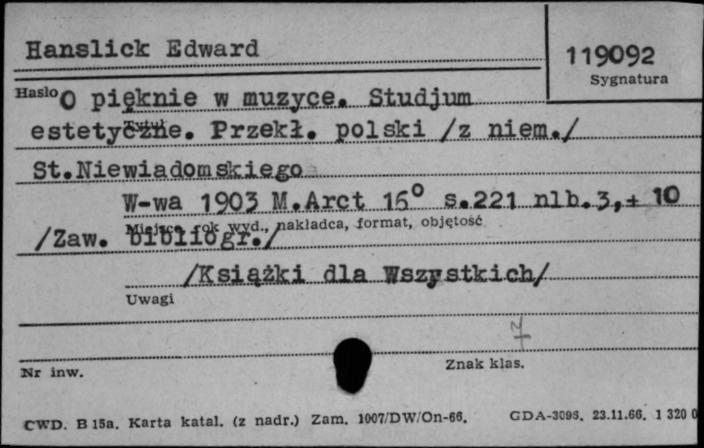 Hanslick Edward
119092
Sygnatura
Hasło O pięknie w muzyce. Studjum
estetyczne. Przekł. polski /z niem./
Tytuł
St.Niewiadomskiego
W-wa 1903 M.Arct 16° s.221 nlb.3,+ 10
Miejsce, rok wyd., nakładca, format, objętość
/Zaw. bibliogr./
/Książki dla Wszystkich/
Uwagi
Znak klas.
Nr inw.
CWD. B 15a. Karta katal. (z nadr.) Zam. 1007/DW/On-66. GDA-3096. 23.11.66. 1 320 0